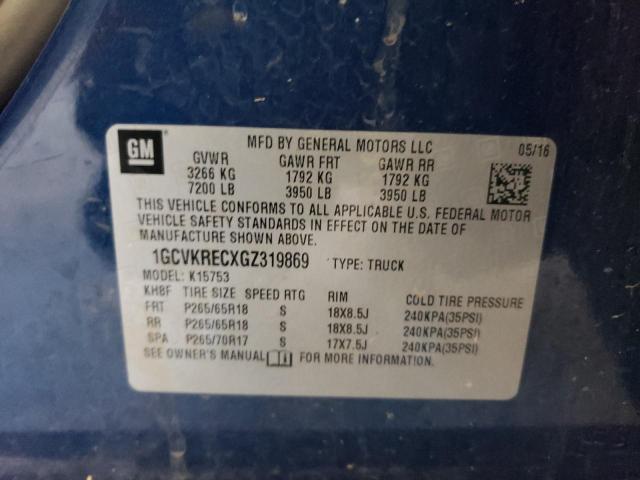 GM
MFD BY GENERAL MOTORS LLC
05/16
GVWR GAWR FRT GAWR RR
3266 KG 1792 KG 1792 KG
7200 LB 3950 LB 3950 LB
THIS VEHICLE CONFORMS TO ALL APPLICABLE U.S. FEDERAL MOTOR
VEHICLE SAFETY STANDARDS IN EFFECT ON THE DATE OF
MANUFACTURE SHOWN ABOVE.
1GCVKRECXGZ319869 TYPE: TRUCK
MODEL: K15753
KHBF TIRE SIZE SPEED RTG RIM COLD TIRE PRESSURE
FRT P265/65R18 S 18X8.5J 240KPA(35PSI)
RR P265/65R18 S 18X8.5J 240KPA(35PSI)
SPA P265/70R17 S 17X7.5J 240KPA(35PSI)
SEE OWNER'S MANUAL FOR MORE INFORMATION.